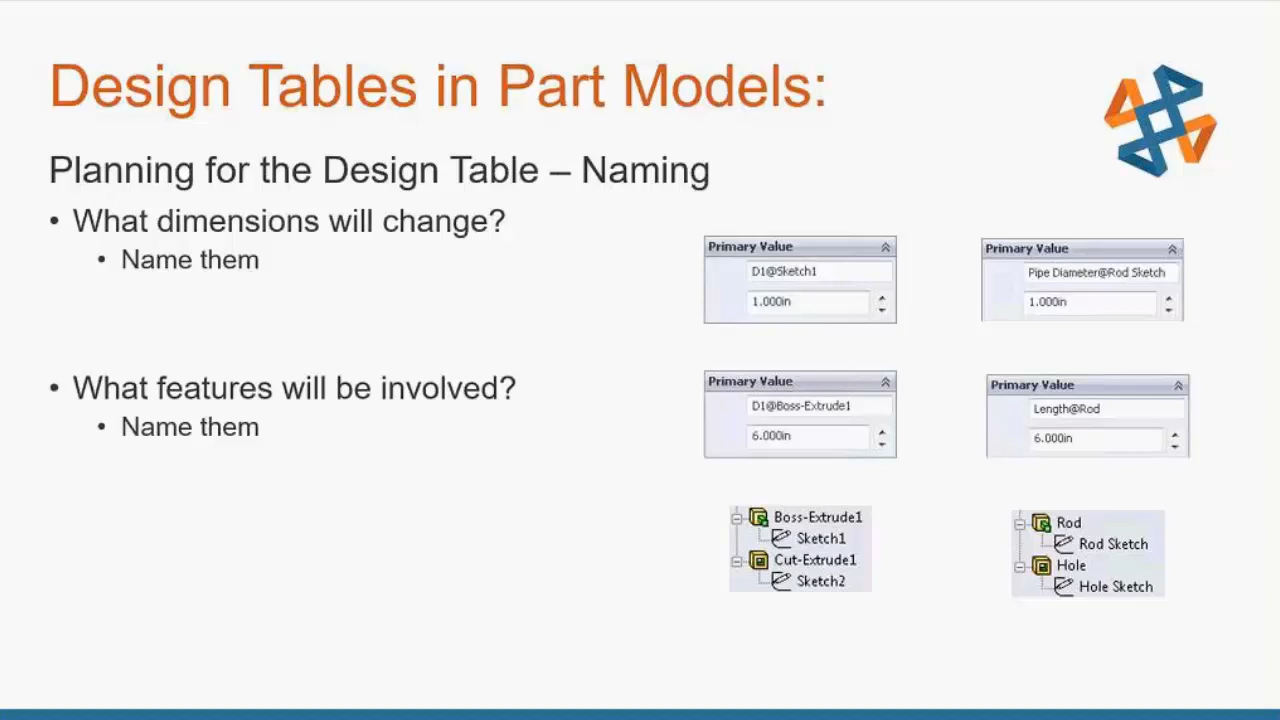 Design Tables in Part Models:
Planning for the Design Table – Naming
• What dimensions will change?
• Name them
Primary Value
D1@Sketch1
1.000in
Primary Value
Pipe Diameter@Rod Sketch
1.000in
• What features will be involved?
• Name them
Primary Value
D1@Boss-Extrude1
6.000in
Primary Value
Length@Rod
6.000in
Boss-Extrude1
Sketch1
Cut-Extrude1
Sketch2
Rod
Rod Sketch
Hole
Hole Sketch